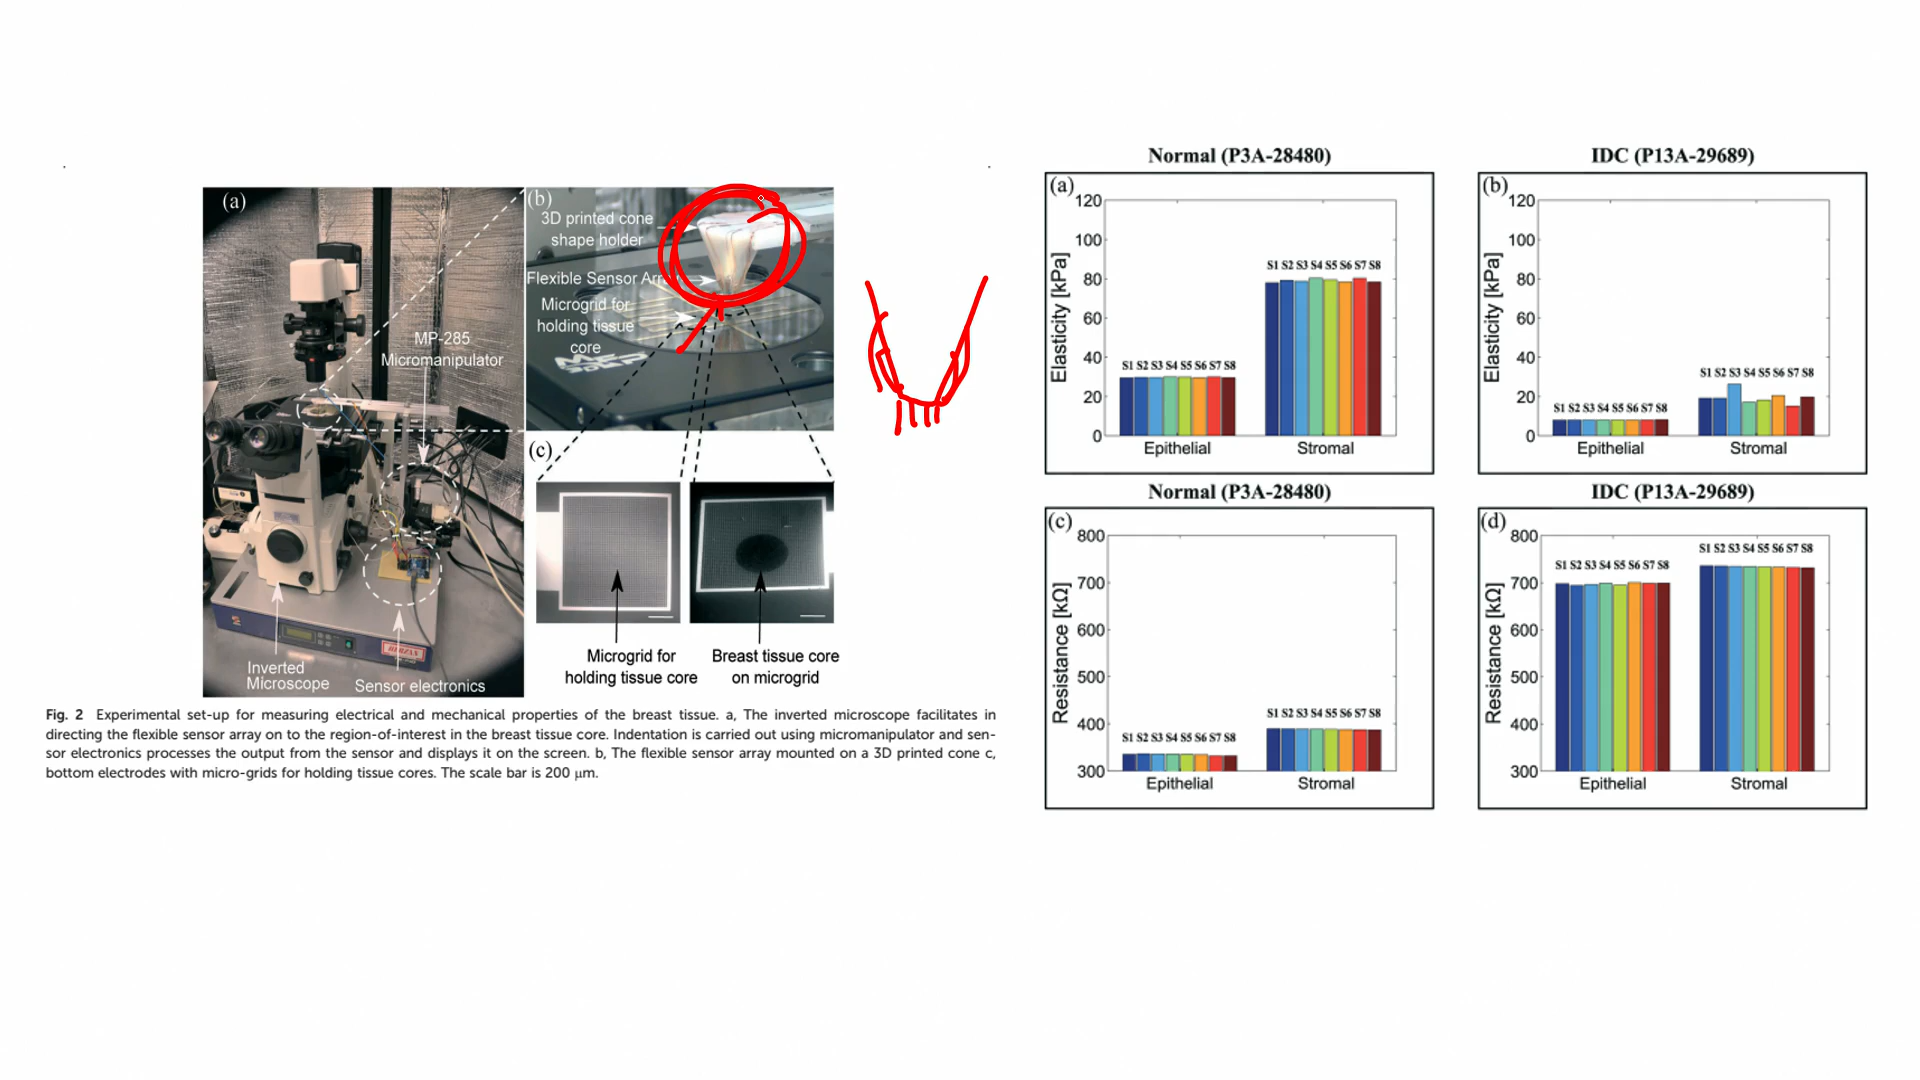 (a)
MP-285
Micromanipulator
Inverted
Microscope
Sensor electronics
(b)
3D printed cone
shape holder
Flexible Sensor
Microgrid for
holding tissue
core
(c)
Microgrid for
holding tissue core
Breast tissue core
on microgrid
Fig. 2 Experimental set-up for measuring electrical and mechanical properties of the breast tissue. a, The inverted microscope facilitates in
directing the flexible sensor array on to the region-of-interest in the breast tissue core. Indentation is carried out using micromanipulator and sen-
sor electronics processes the output from the sensor and displays it on the screen. b, The flexible sensor array mounted on a 3D printed cone c,
bottom electrodes with micro-grids for holding tissue cores. The scale bar is 200 μm.
Normal (P3A-28480)
(a)
120
100
80
60
40
20
0
Elasticity [kPa]
S1 S2 S3 S4 S5 S6 S7 S8
S1 S2 S3 S4 S5 S6 S7 S8
Epithelial
Stromal
IDC (P13A-29689)
(b)
120
100
80
60
40
20
0
Elasticity [kPa]
S1 S2 S3 S4 S5 S6 S7 S8
S1 S2 S3 S4 S5 S6 S7 S8
Epithelial
Stromal
Normal (P3A-28480)
(c)
800
700
600
500
400
300
Resistance [kΩ]
S1 S2 S3 S4 S5 S6 S7 S8
S1 S2 S3 S4 S5 S6 S7 S8
Epithelial
Stromal
IDC (P13A-29689)
(d)
800
700
600
500
400
300
Resistance [kΩ]
S1 S2 S3 S4 S5 S6 S7 S8
S1 S2 S3 S4 S5 S6 S7 S8
Epithelial
Stromal